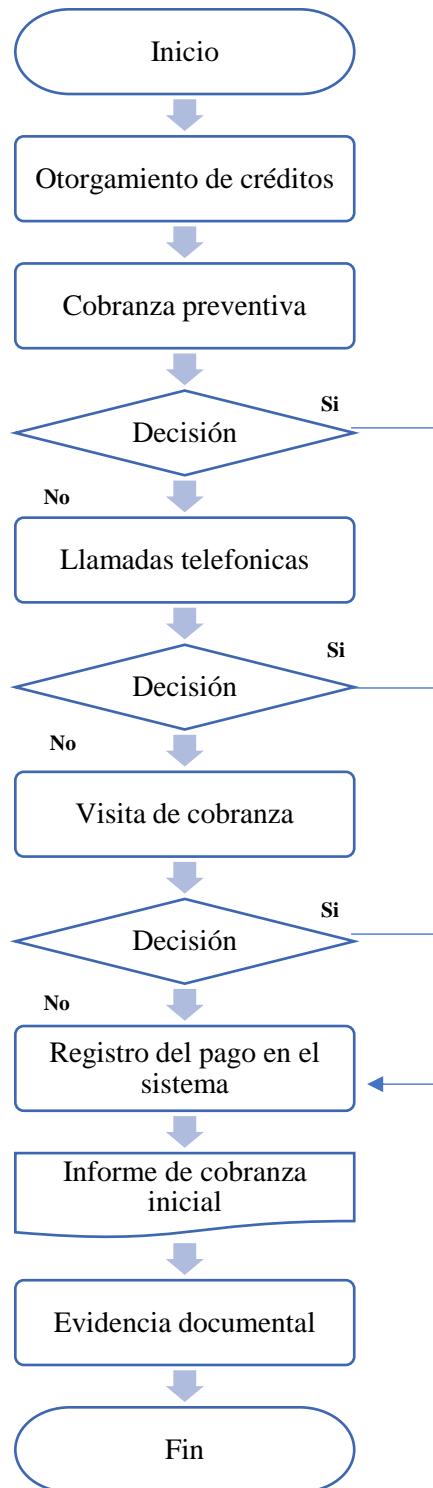 Inicio
Otorgamiento de créditos
Cobranza preventiva
Si
Decisión
No
Llamadas telefonicas
Si
Decisión
No
Visita de cobranza
Si
Decisión
No
Registro del pago en el
sistema
Informe de cobranza
inicial
Evidencia documental
Fin